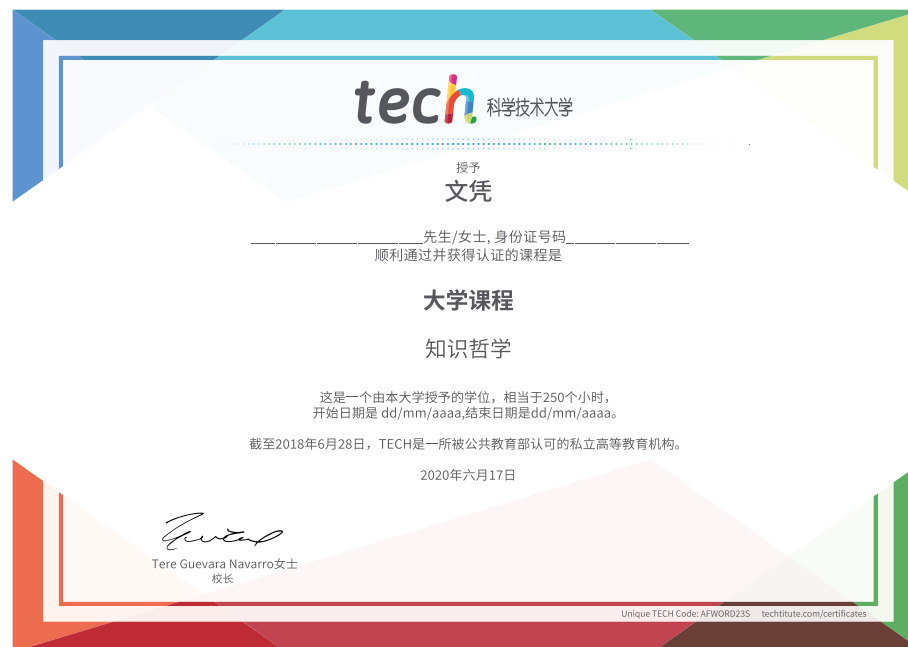 tech 科学技术大学
授予
文凭
_____________________先生/女士, 身份证号码_______________
顺利通过并获得认证的课程是
大学课程
知识哲学
这是一个由本大学授予的学位，相当于250个小时，
开始日期是 dd/mm/aaaa,结束日期是dd/mm/aaaa。
截至2018年6月28日，TECH是一所被公共教育部认可的私立高等教育机构。
2020年六月17日
Tere Guevara Navarro女士
校长
Unique TECH Code: AFWORD23S techtitute.com/certificates